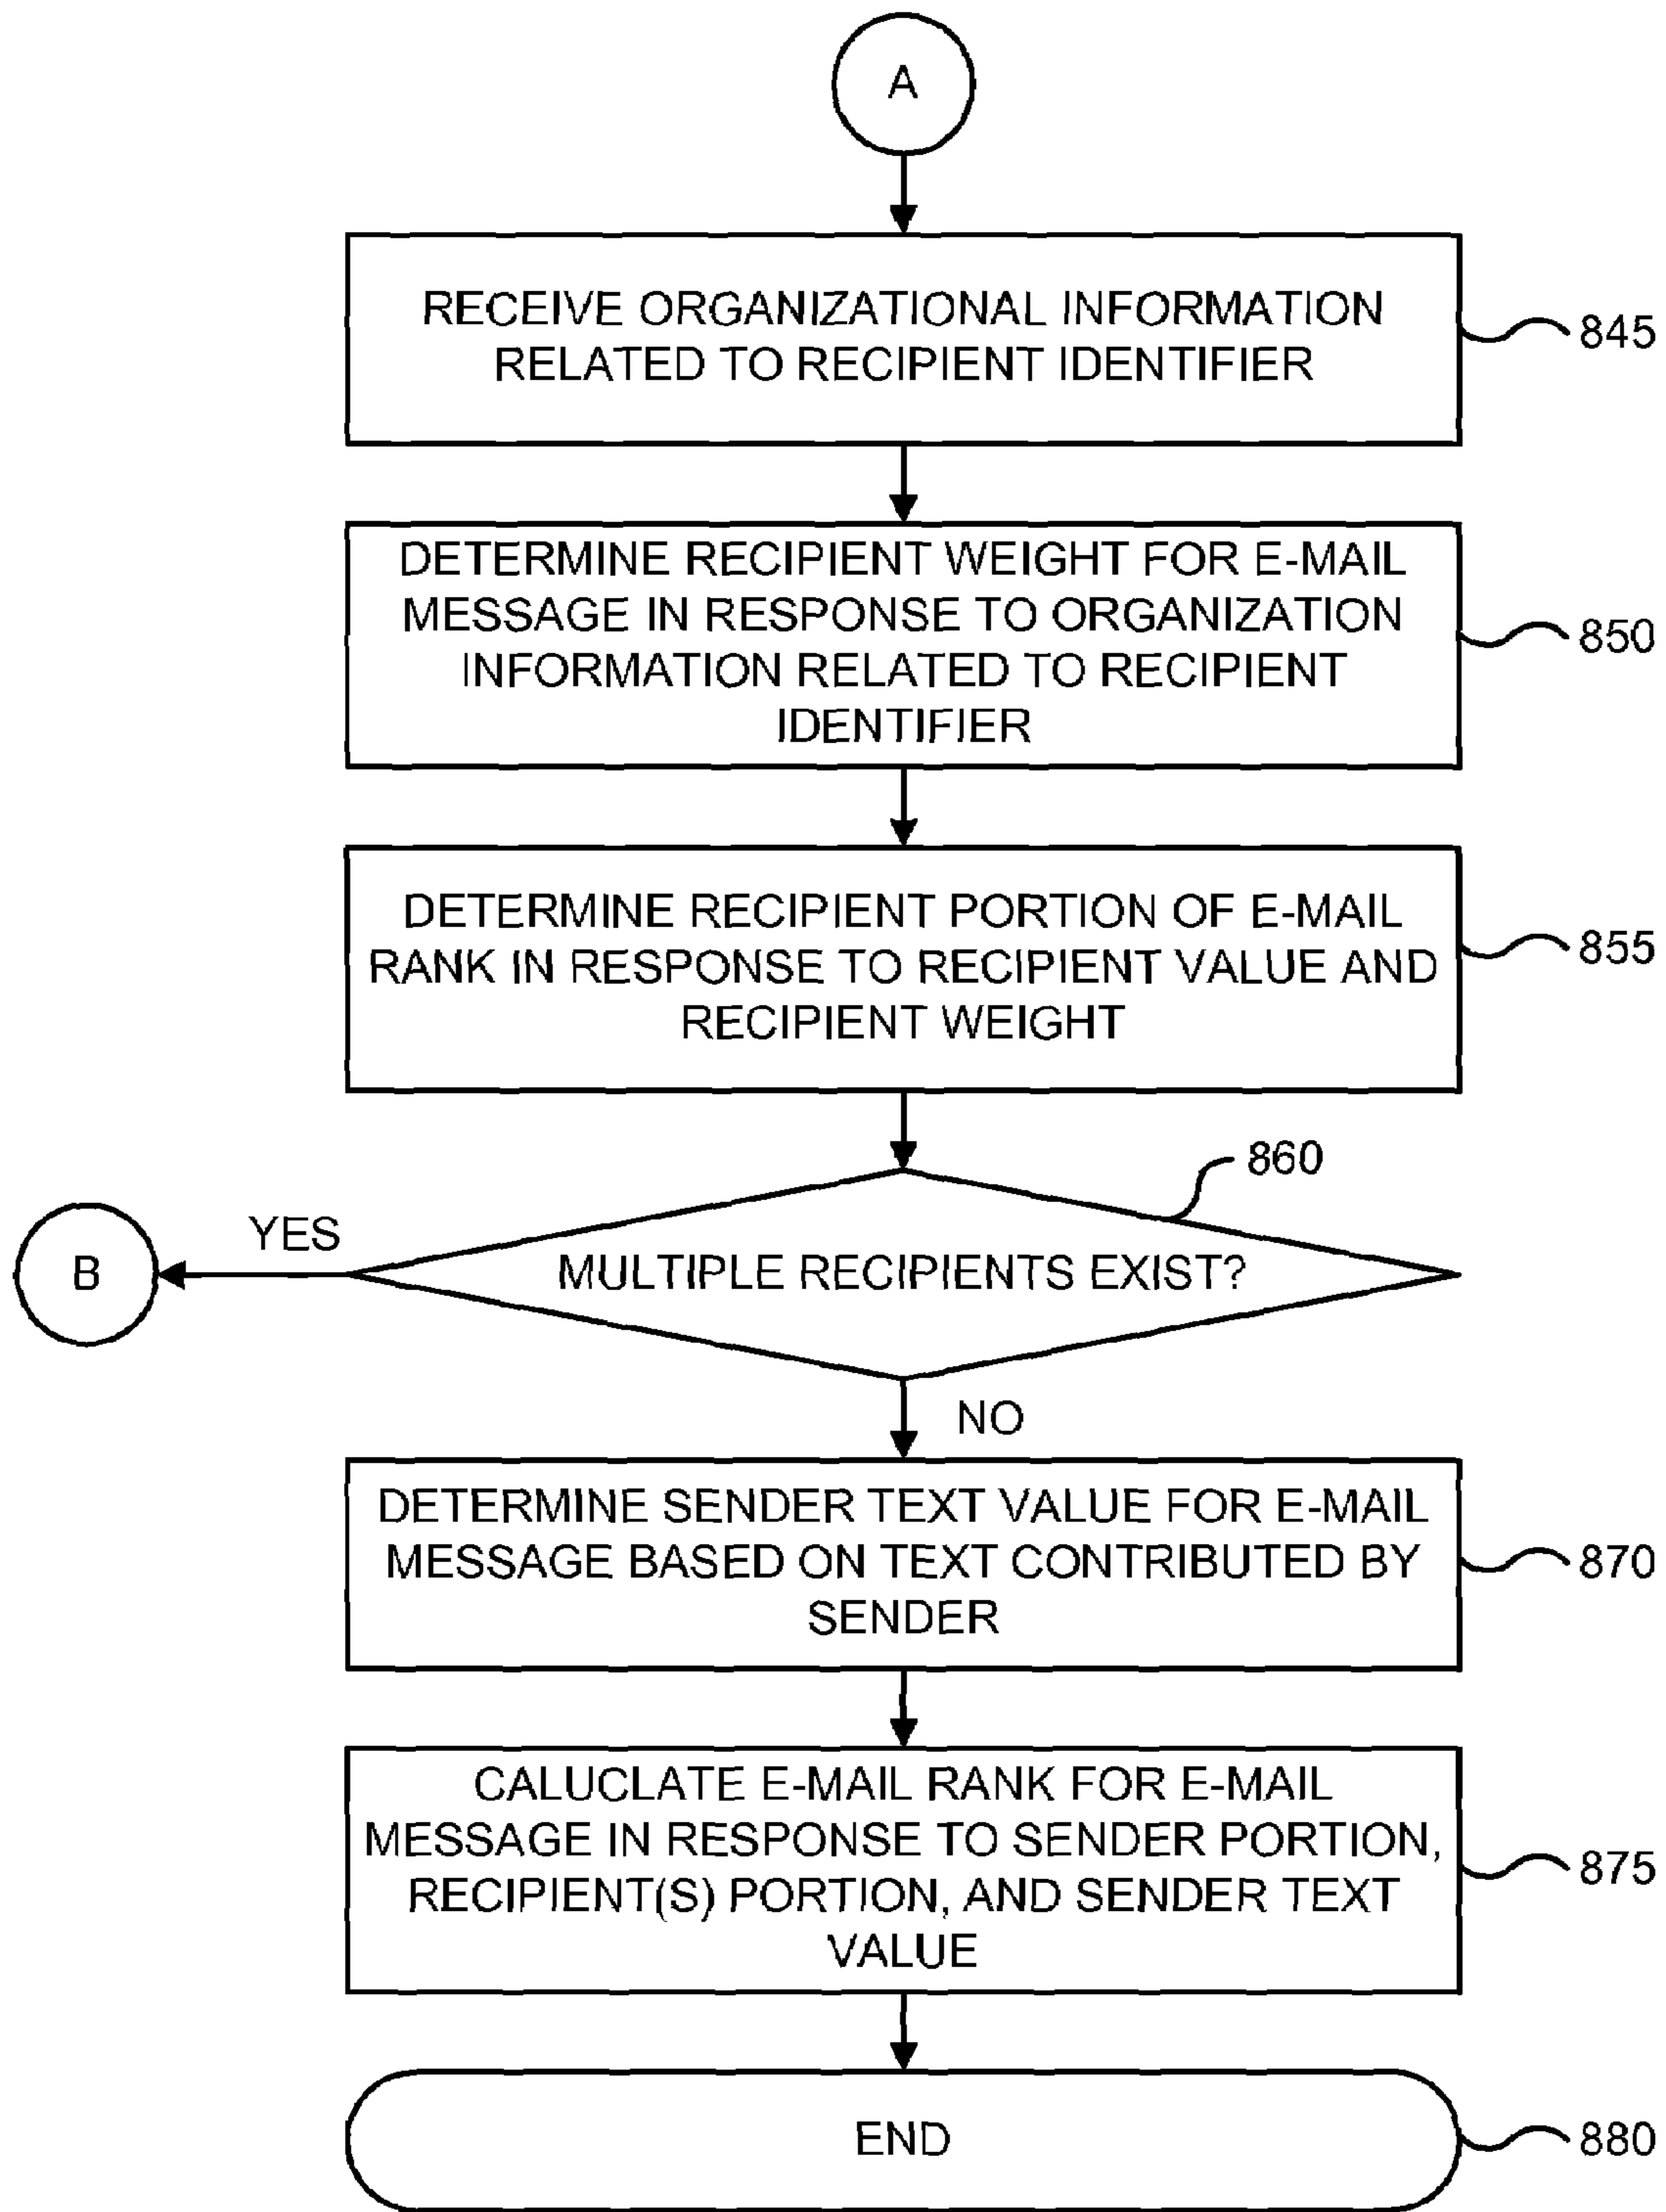 A
RECEIVE ORGANIZATIONAL INFORMATION
RELATED TO RECIPIENT IDENTIFIER
845
DETERMINE RECIPIENT WEIGHT FOR E-MAIL
MESSAGE IN RESPONSE TO ORGANIZATION
INFORMATION RELATED TO RECIPIENT
IDENTIFIER
850
DETERMINE RECIPIENT PORTION OF E-MAIL
RANK IN RESPONSE TO RECIPIENT VALUE AND
RECIPIENT WEIGHT
855
860
YES
B
MULTIPLE RECIPIENTS EXIST?
NO
DETERMINE SENDER TEXT VALUE FOR E-MAIL
MESSAGE BASED ON TEXT CONTRIBUTED BY
SENDER
870
CALUCLATE E-MAIL RANK FOR E-MAIL
MESSAGE IN RESPONSE TO SENDER PORTION,
RECIPIENT(S) PORTION, AND SENDER TEXT
VALUE
875
END
880